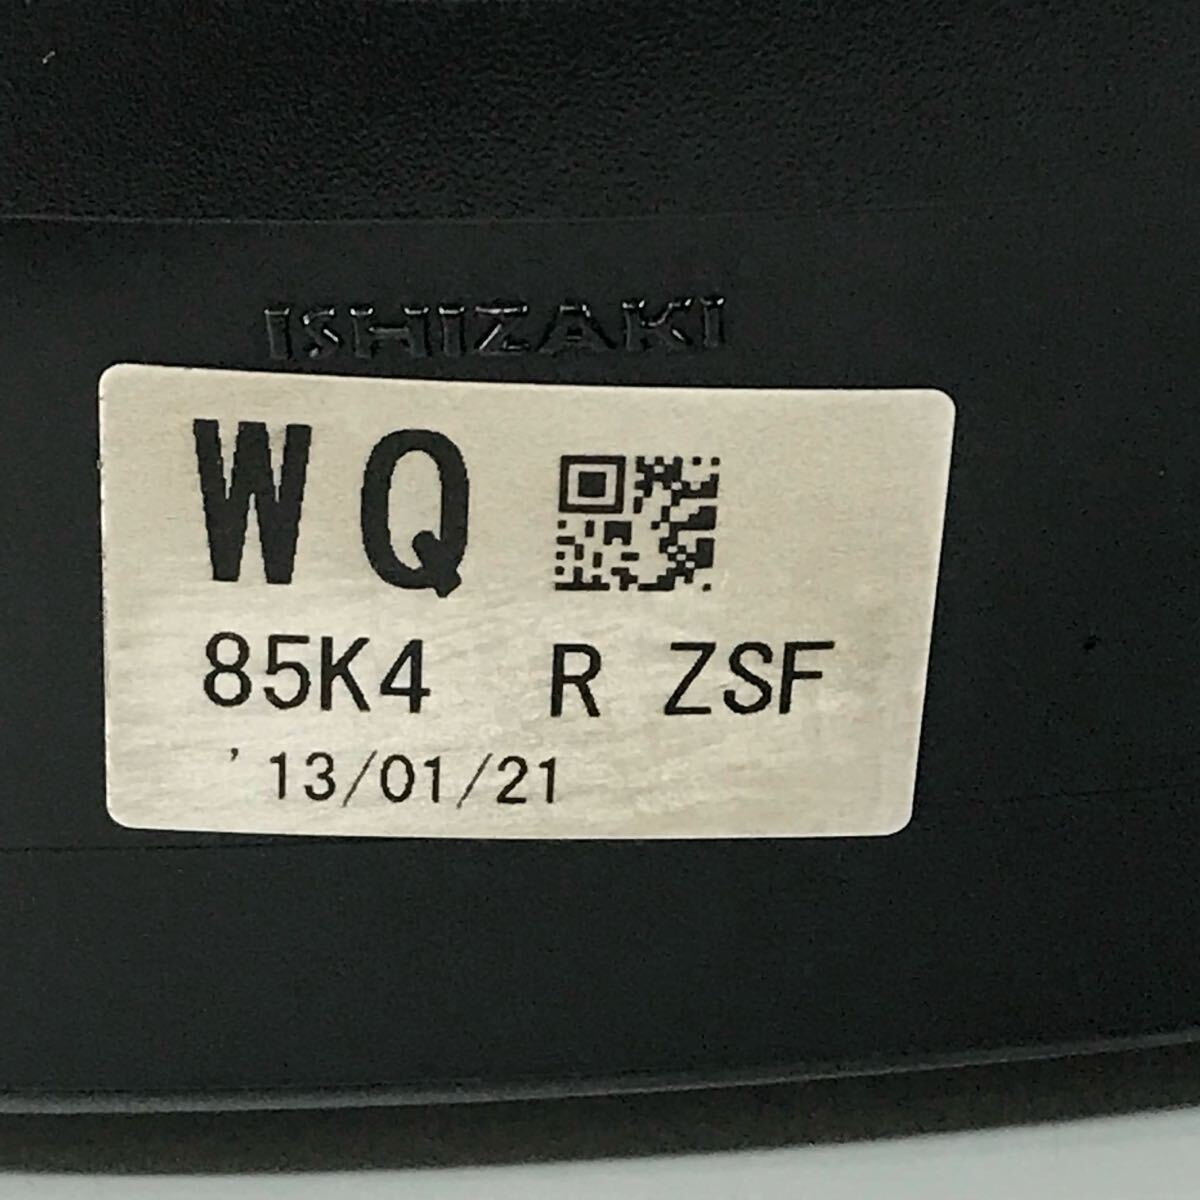 ISHIZAKI
WQ
85K4 R ZSF
'13/01/21